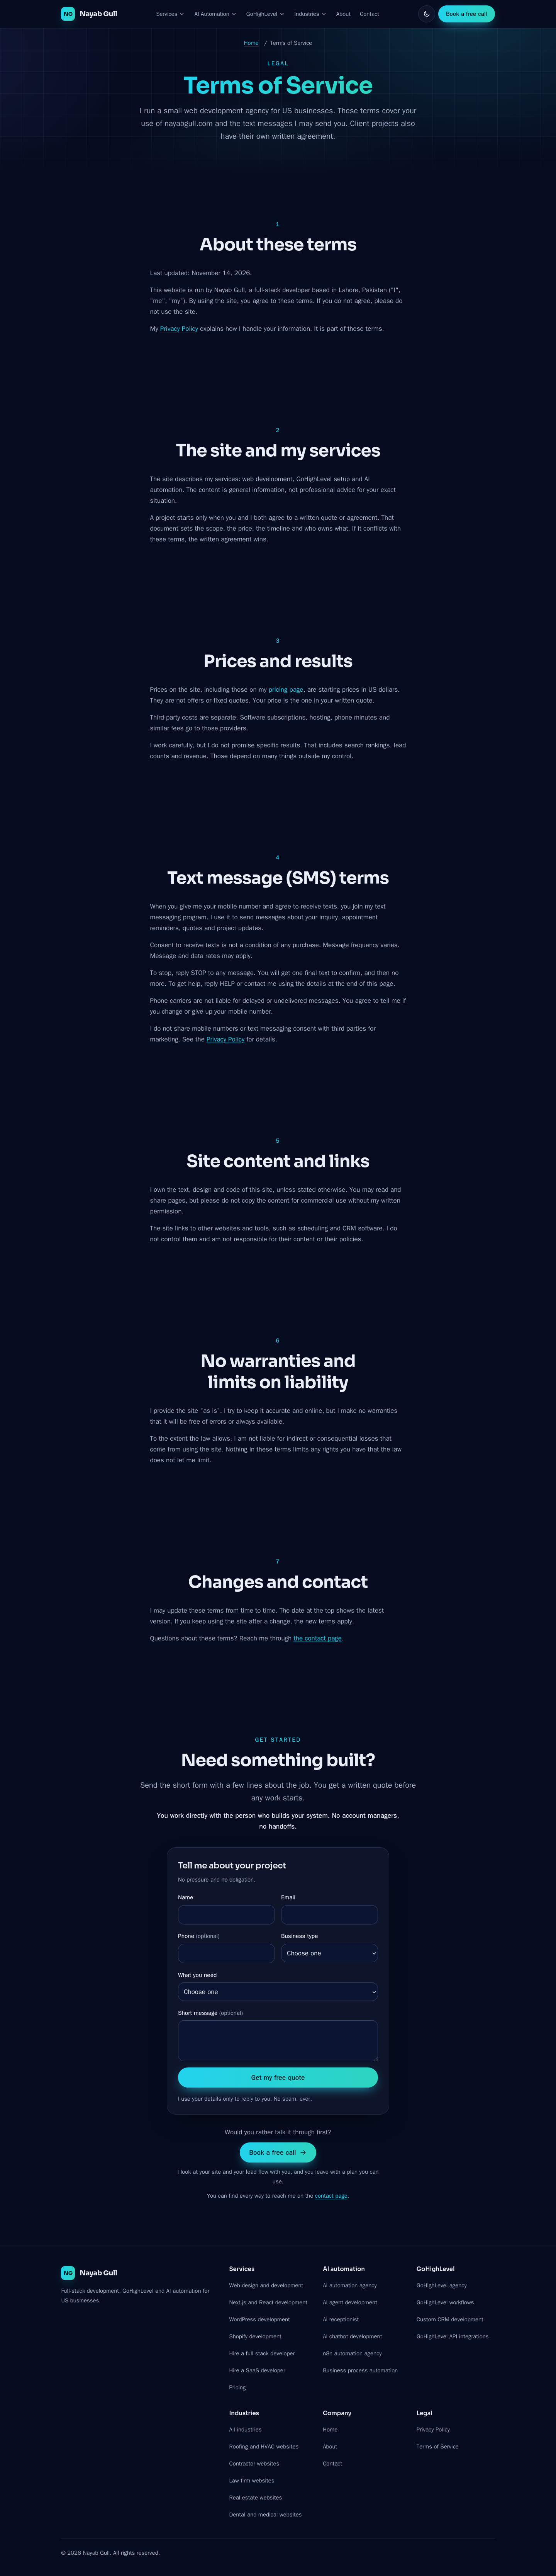 NG Nayab Gull Services AI Automation GoHighLevel Industries About Contact Book a free call
Home / Terms of Service
LEGAL
Terms of Service
I run a small web development agency for US businesses. These terms cover your
use of nayabgull.com and the text messages I may send you. Client projects also
have their own written agreement.
1
About these terms
Last updated: November 14, 2026.
This website is run by Nayab Gull, a full-stack developer based in Lahore, Pakistan ("I",
"me", "my"). By using the site, you agree to these terms. If you do not agree, please do
not use the site.
My Privacy Policy explains how I handle your information. It is part of these terms.
2
The site and my services
The site describes my services: web development, GoHighLevel setup and AI
automation. The content is general information, not professional advice for your exact
situation.
A project starts only when you and I both agree to a written quote or agreement. That
document sets the scope, the price, the timeline and who owns what. If it conflicts with
these terms, the written agreement wins.
3
Prices and results
Prices on the site, including those on my pricing page, are starting prices in US dollars.
They are not offers or fixed quotes. Your price is the one in your written quote.
Third-party costs are separate. Software subscriptions, hosting, phone minutes and
similar fees go to those providers.
I work carefully, but I do not promise specific results. That includes search rankings, lead
counts and revenue. Those depend on many things outside my control.
4
Text message (SMS) terms
When you give me your mobile number and agree to receive texts, you join my text
messaging program. I use it to send messages about your inquiry, appointment
reminders, quotes and project updates.
Consent to receive texts is not a condition of any purchase. Message frequency varies.
Message and data rates may apply.
To stop, reply STOP to any message. You will get one final text to confirm, and then no
more. To get help, reply HELP or contact me using the details at the end of this page.
Phone carriers are not liable for delayed or undelivered messages. You agree to tell me if
you change or give up your mobile number.
I do not share mobile numbers or text messaging consent with third parties for
marketing. See the Privacy Policy for details.
5
Site content and links
I own the text, design and code of this site, unless stated otherwise. You may read and
share pages, but please do not copy the content for commercial use without my written
permission.
The site links to other websites and tools, such as scheduling and CRM software. I do
not control them and am not responsible for their content or their policies.
6
No warranties and
limits on liability
I provide the site "as is". I try to keep it accurate and online, but I make no warranties
that it will be free of errors or always available.
To the extent the law allows, I am not liable for indirect or consequential losses that
come from using the site. Nothing in these terms limits any rights you have that the law
does not let me limit.
7
Changes and contact
I may update these terms from time to time. The date at the top shows the latest
version. If you keep using the site after a change, the new terms apply.
Questions about these terms? Reach me through the contact page.
GET STARTED
Need something built?
Send the short form with a few lines about the job. You get a written quote before
any work starts.
You work directly with the person who builds your system. No account managers,
no handoffs.
Tell me about your project
No pressure and no obligation.
Name Email
Phone (optional) Business type
Choose one
What you need
Choose one
Short message (optional)
Get my free quote
I use your details only to reply to you. No spam, ever.
Would you rather talk it through first?
Book a free call →
I look at your site and your lead flow with you, and you leave with a plan you can
use.
You can find every way to reach me on the contact page.
NG Nayab Gull
Full-stack development, GoHighLevel and AI automation for
US businesses.
Services
Web design and development
Next.js and React development
WordPress development
Shopify development
Hire a full stack developer
Hire a SaaS developer
Pricing
AI automation
AI automation agency
AI agent development
AI receptionist
AI chatbot development
n8n automation agency
Business process automation
GoHighLevel
GoHighLevel agency
GoHighLevel workflows
Custom CRM development
GoHighLevel API integrations
Industries
All industries
Roofing and HVAC websites
Contractor websites
Law firm websites
Real estate websites
Dental and medical websites
Company
Home
About
Contact
Legal
Privacy Policy
Terms of Service
© 2026 Nayab Gull. All rights reserved.